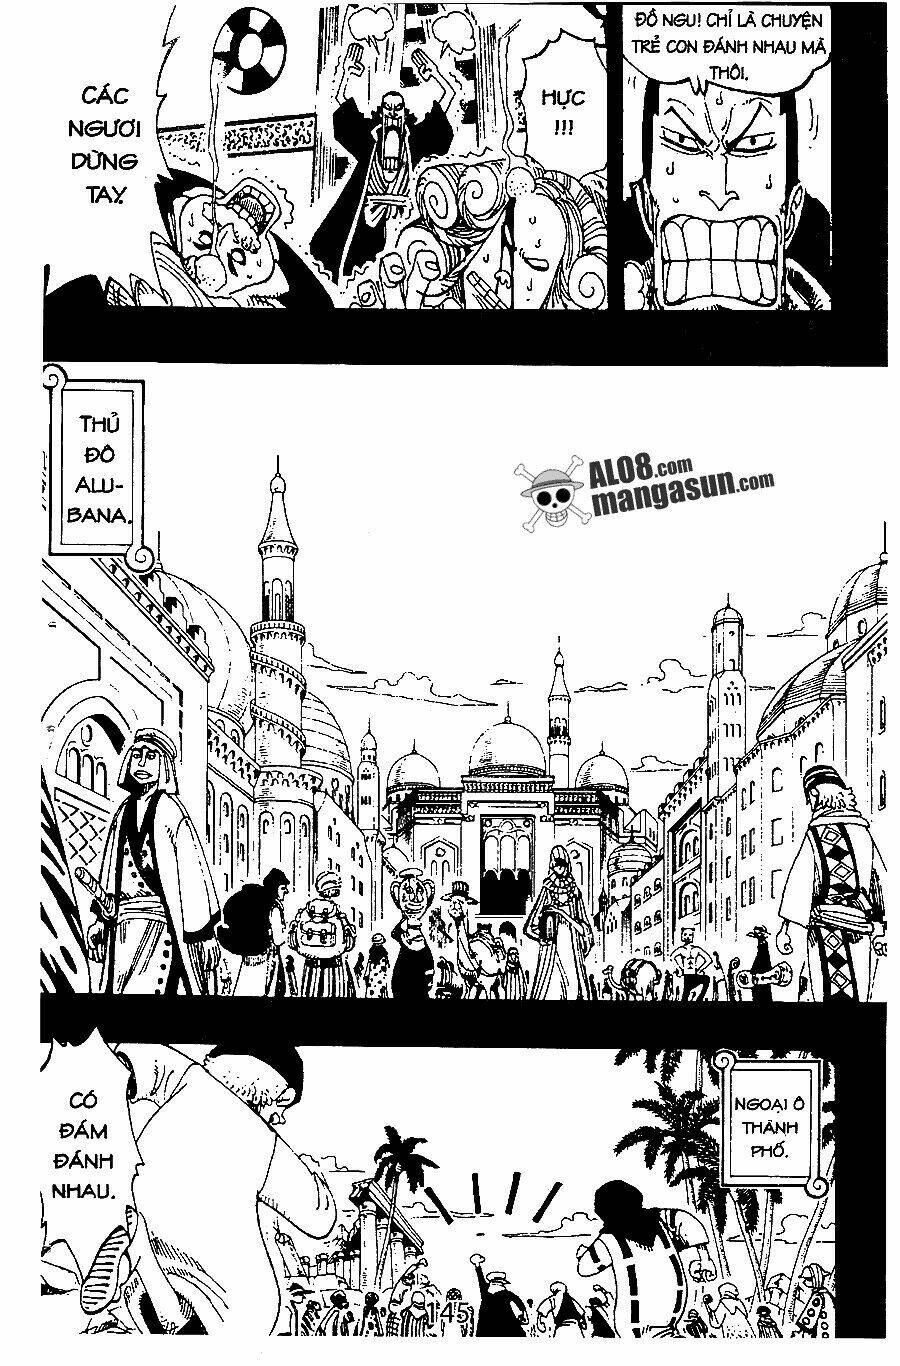 ĐỒ NGU! CHỈ LÀ CHUYỆN
TRẺ CON ĐÁNH NHAU MÀ
THÔI.
HỰC
!!!
CÁC
NGƯƠI
DỪNG
TAY.
THỦ
ĐÔ
ALU-
BANA.
ALO8.com
mangasun.com
NGOẠI Ô
THÀNH
PHỐ.
CÓ
ĐÁM
ĐÁNH
NHAU.
145